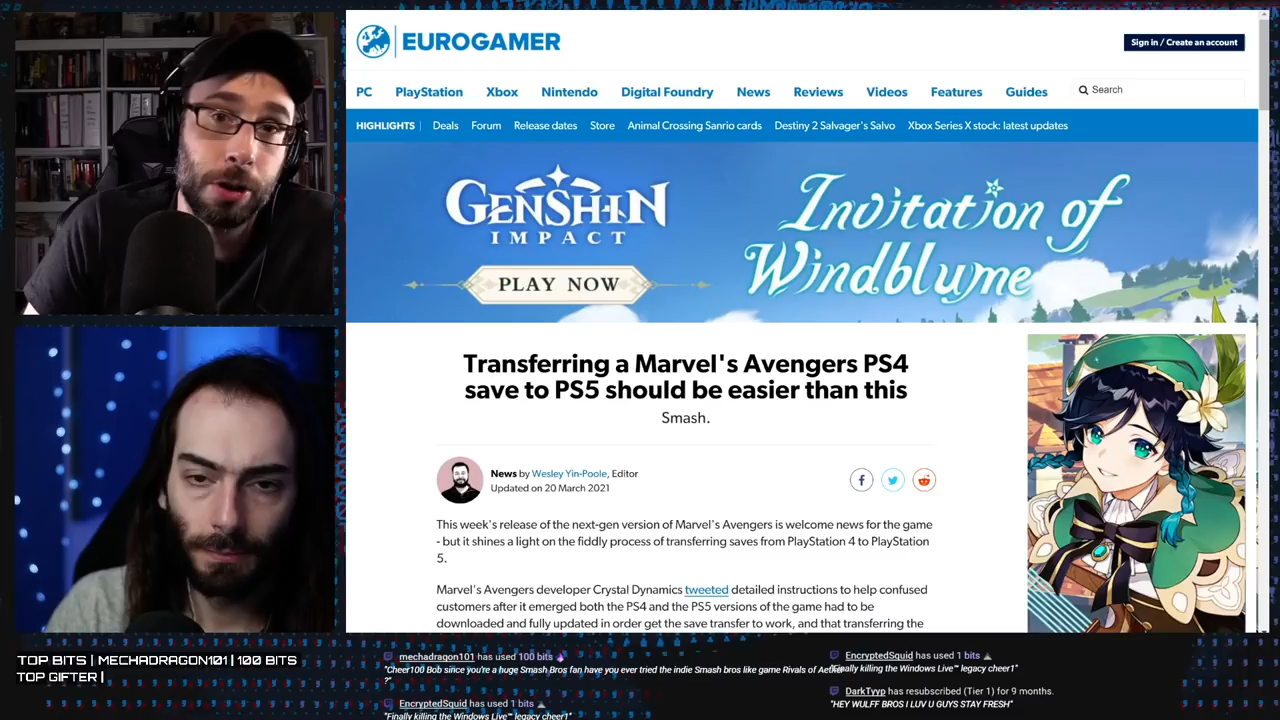 EUROGAMER
Sign in / Create an account
PC PlayStation Xbox Nintendo Digital Foundry News Reviews Videos Features Guides Search
HIGHLIGHTS Deals Forum Release dates Store Animal Crossing Sanrio cards Destiny 2 Salvager's Salvo Xbox Series X stock: latest updates
GENSHIN
IMPACT
PLAY NOW
Invitation of
Windblume
Transferring a Marvel's Avengers PS4
save to PS5 should be easier than this
Smash.
News by Wesley Yin-Poole, Editor
Updated on 20 March 2021
This week's release of the next-gen version of Marvel's Avengers is welcome news for the game
- but it shines a light on the fiddly process of transferring saves from PlayStation 4 to PlayStation
5.
Marvel's Avengers developer Crystal Dynamics tweeted detailed instructions to help confused
customers after it emerged both the PS4 and the PS5 versions of the game had to be
downloaded and fully updated in order get the save transfer to work, and that transferring the
TOP BITS | MECHADRAGON101 | 100 BITS
TOP GIFTER |
mechadragon101 has used 100 bits
"Cheer100 Bob since you're a huge Smash Bros fan have you ever tried the indie Smash bros like game Rivals of Aether
?"
EncryptedSquid has used 1 bits
"Finally killing the Windows Live™ legacy cheer1"
EncryptedSquid has used 1 bits
"Finally killing the Windows Live™ legacy cheer1"
DarkTyyp has resubscribed (Tier 1) for 9 months.
"HEY WULFF BROS I LUV U GUYS STAY FRESH"